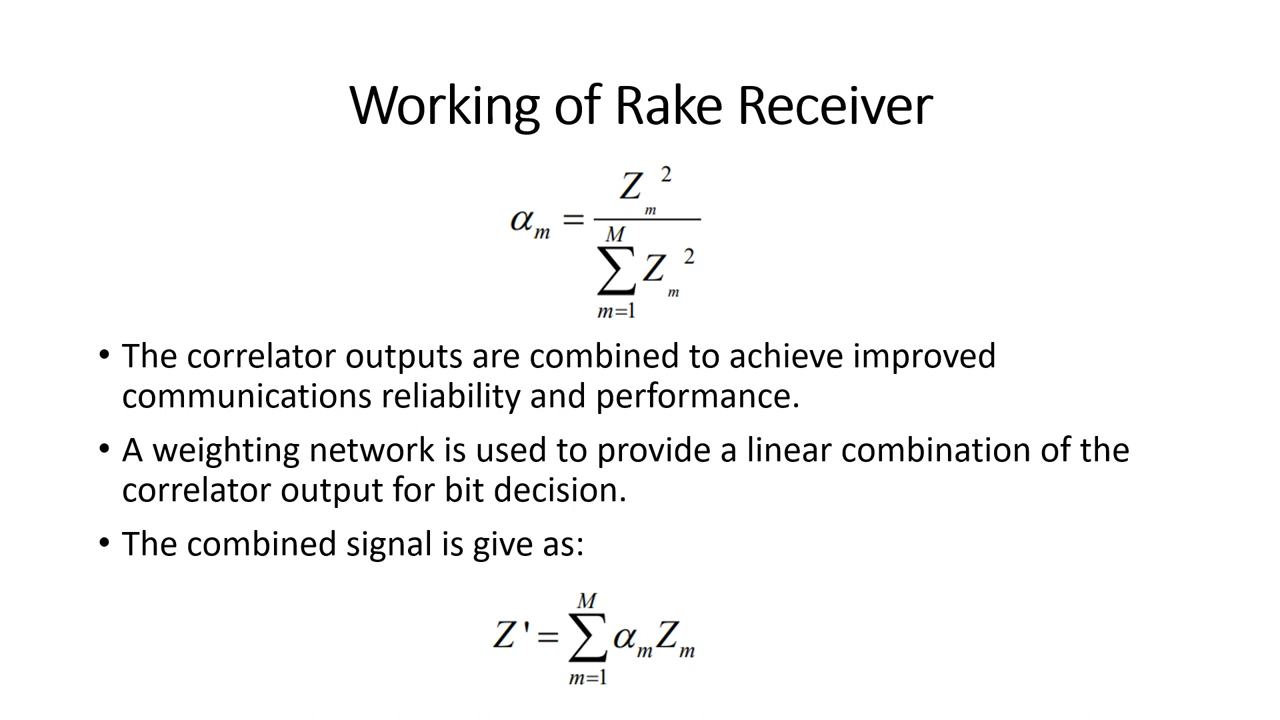 Working of Rake Receiver
α_m = Z_m^2 / ∑_{m=1}^{M} Z_m^2
• The correlator outputs are combined to achieve improved
communications reliability and performance.
• A weighting network is used to provide a linear combination of the
correlator output for bit decision.
• The combined signal is give as:
Z' = ∑_{m=1}^{M} α_m Z_m